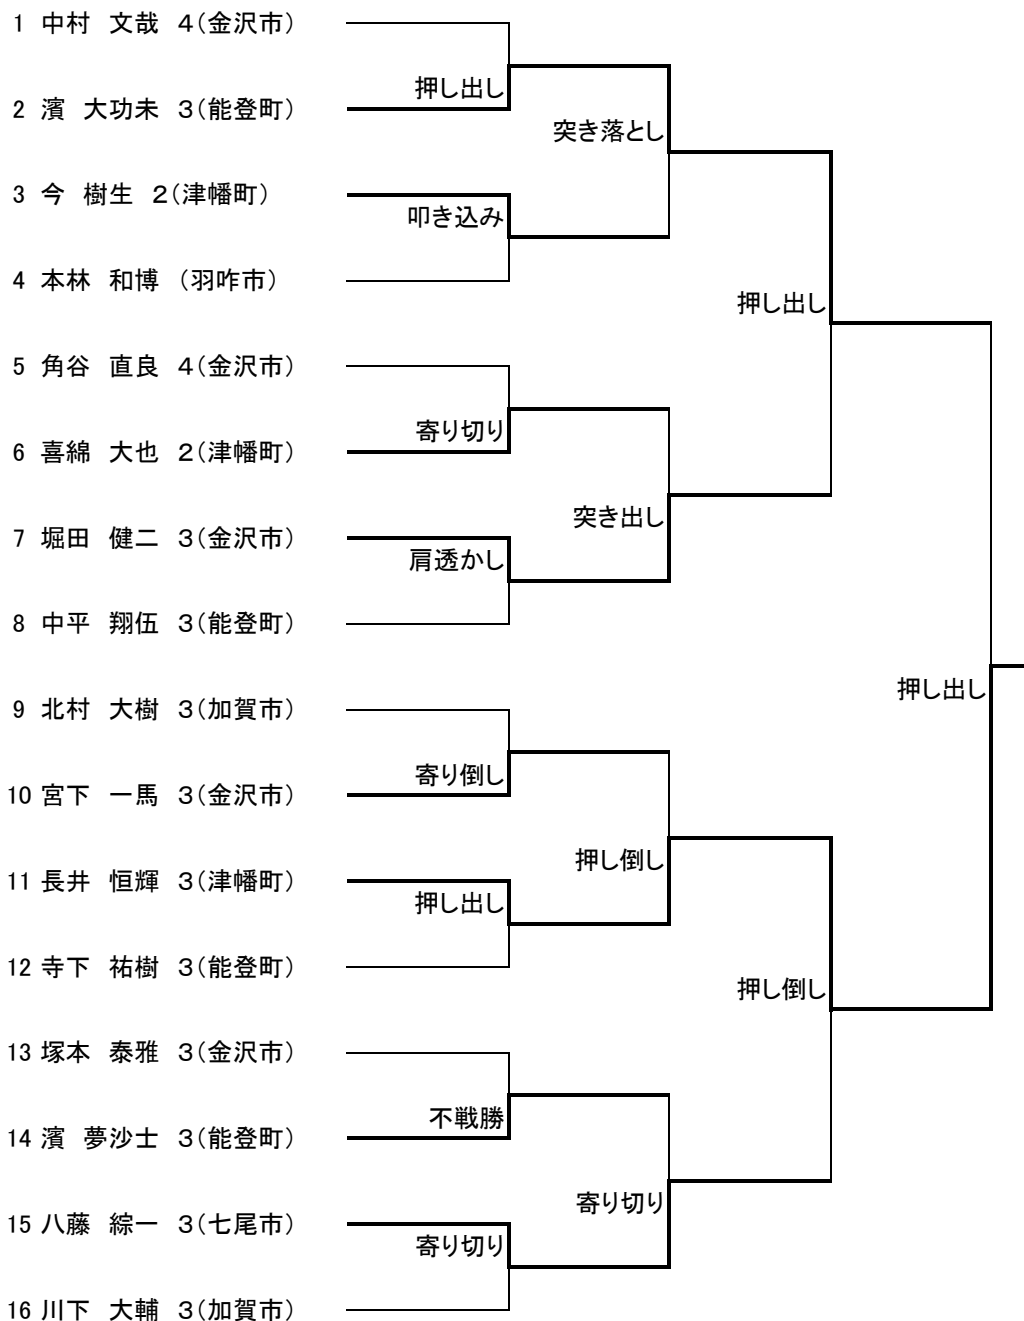 1 中村 文哉 4(金沢市)
押し出し
2 濱 大功未 3(能登町)
突き落とし
3 今 樹生 2(津幡町)
叩き込み
4 本林 和博 (羽咋市)
押し出し
5 角谷 直良 4(金沢市)
寄り切り
6 喜綿 大也 2(津幡町)
突き出し
7 堀田 健二 3(金沢市)
肩透かし
8 中平 翔伍 3(能登町)
押し出し
9 北村 大樹 3(加賀市)
寄り倒し
10 宮下 一馬 3(金沢市)
押し倒し
11 長井 恒輝 3(津幡町)
押し出し
12 寺下 祐樹 3(能登町)
押し倒し
13 塚本 泰雅 3(金沢市)
不戦勝
14 濱 夢沙士 3(能登町)
寄り切り
15 八藤 綜一 3(七尾市)
寄り切り
16 川下 大輔 3(加賀市)